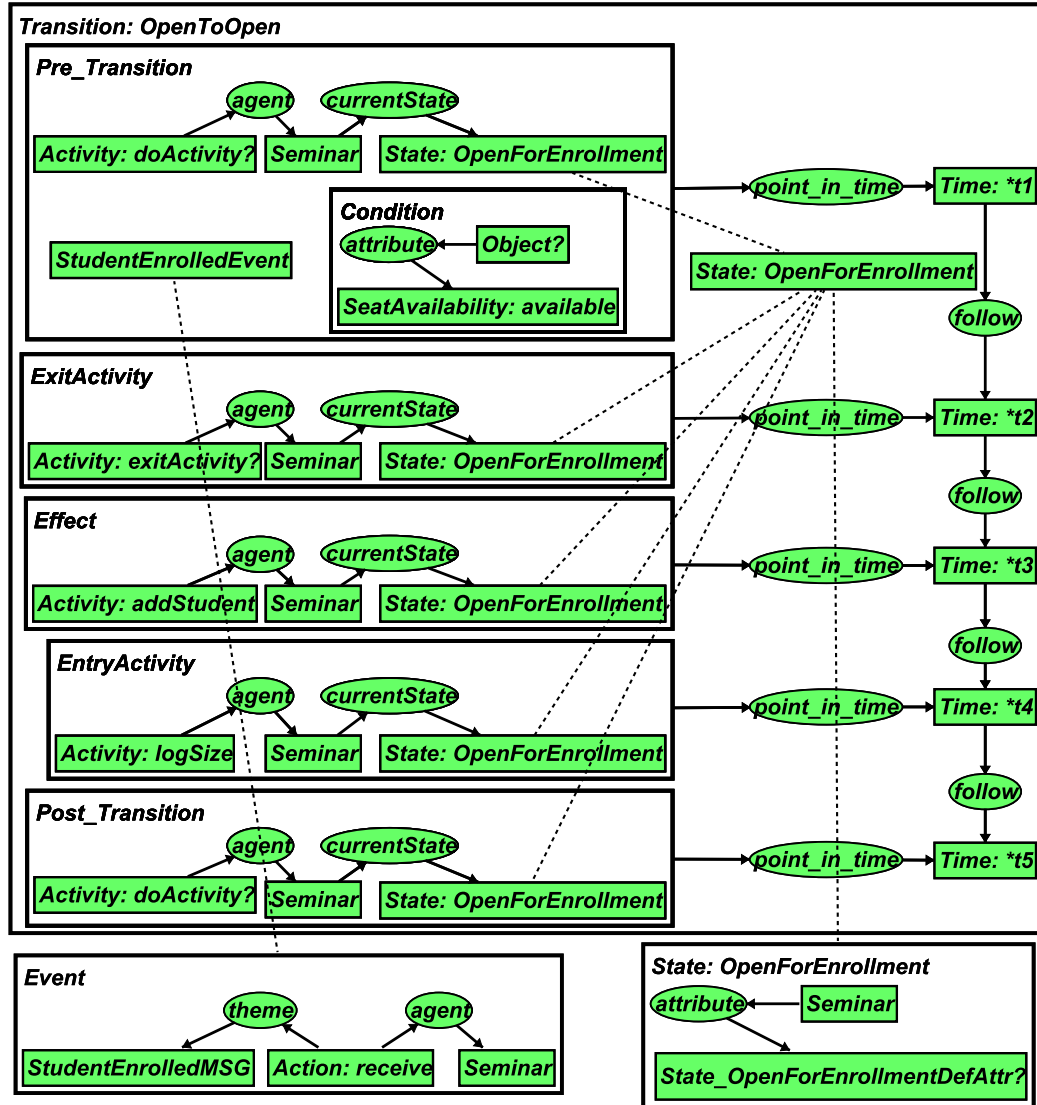 Transition: OpenToOpen
Pre_Transition
agent
currentState
Activity: doActivity?
Seminar
State: OpenForEnrollment
point_in_time
Time: *t1
Condition
attribute
Object?
StudentEnrolledEvent
State: OpenForEnrollment
SeatAvailability: available
follow
ExitActivity
agent
currentState
point_in_time
Time: *t2
Activity: exitActivity?
Seminar
State: OpenForEnrollment
follow
Effect
agent
currentState
point_in_time
Time: *t3
Activity: addStudent
Seminar
State: OpenForEnrollment
follow
EntryActivity
agent
currentState
point_in_time
Time: *t4
Activity: logSize
Seminar
State: OpenForEnrollment
follow
Post_Transition
agent
currentState
point_in_time
Time: *t5
Activity: doActivity?
Seminar
State: OpenForEnrollment
Event
theme
agent
StudentEnrolledMSG
Action: receive
Seminar
State: OpenForEnrollment
attribute
Seminar
State_OpenForEnrollmentDefAttr?